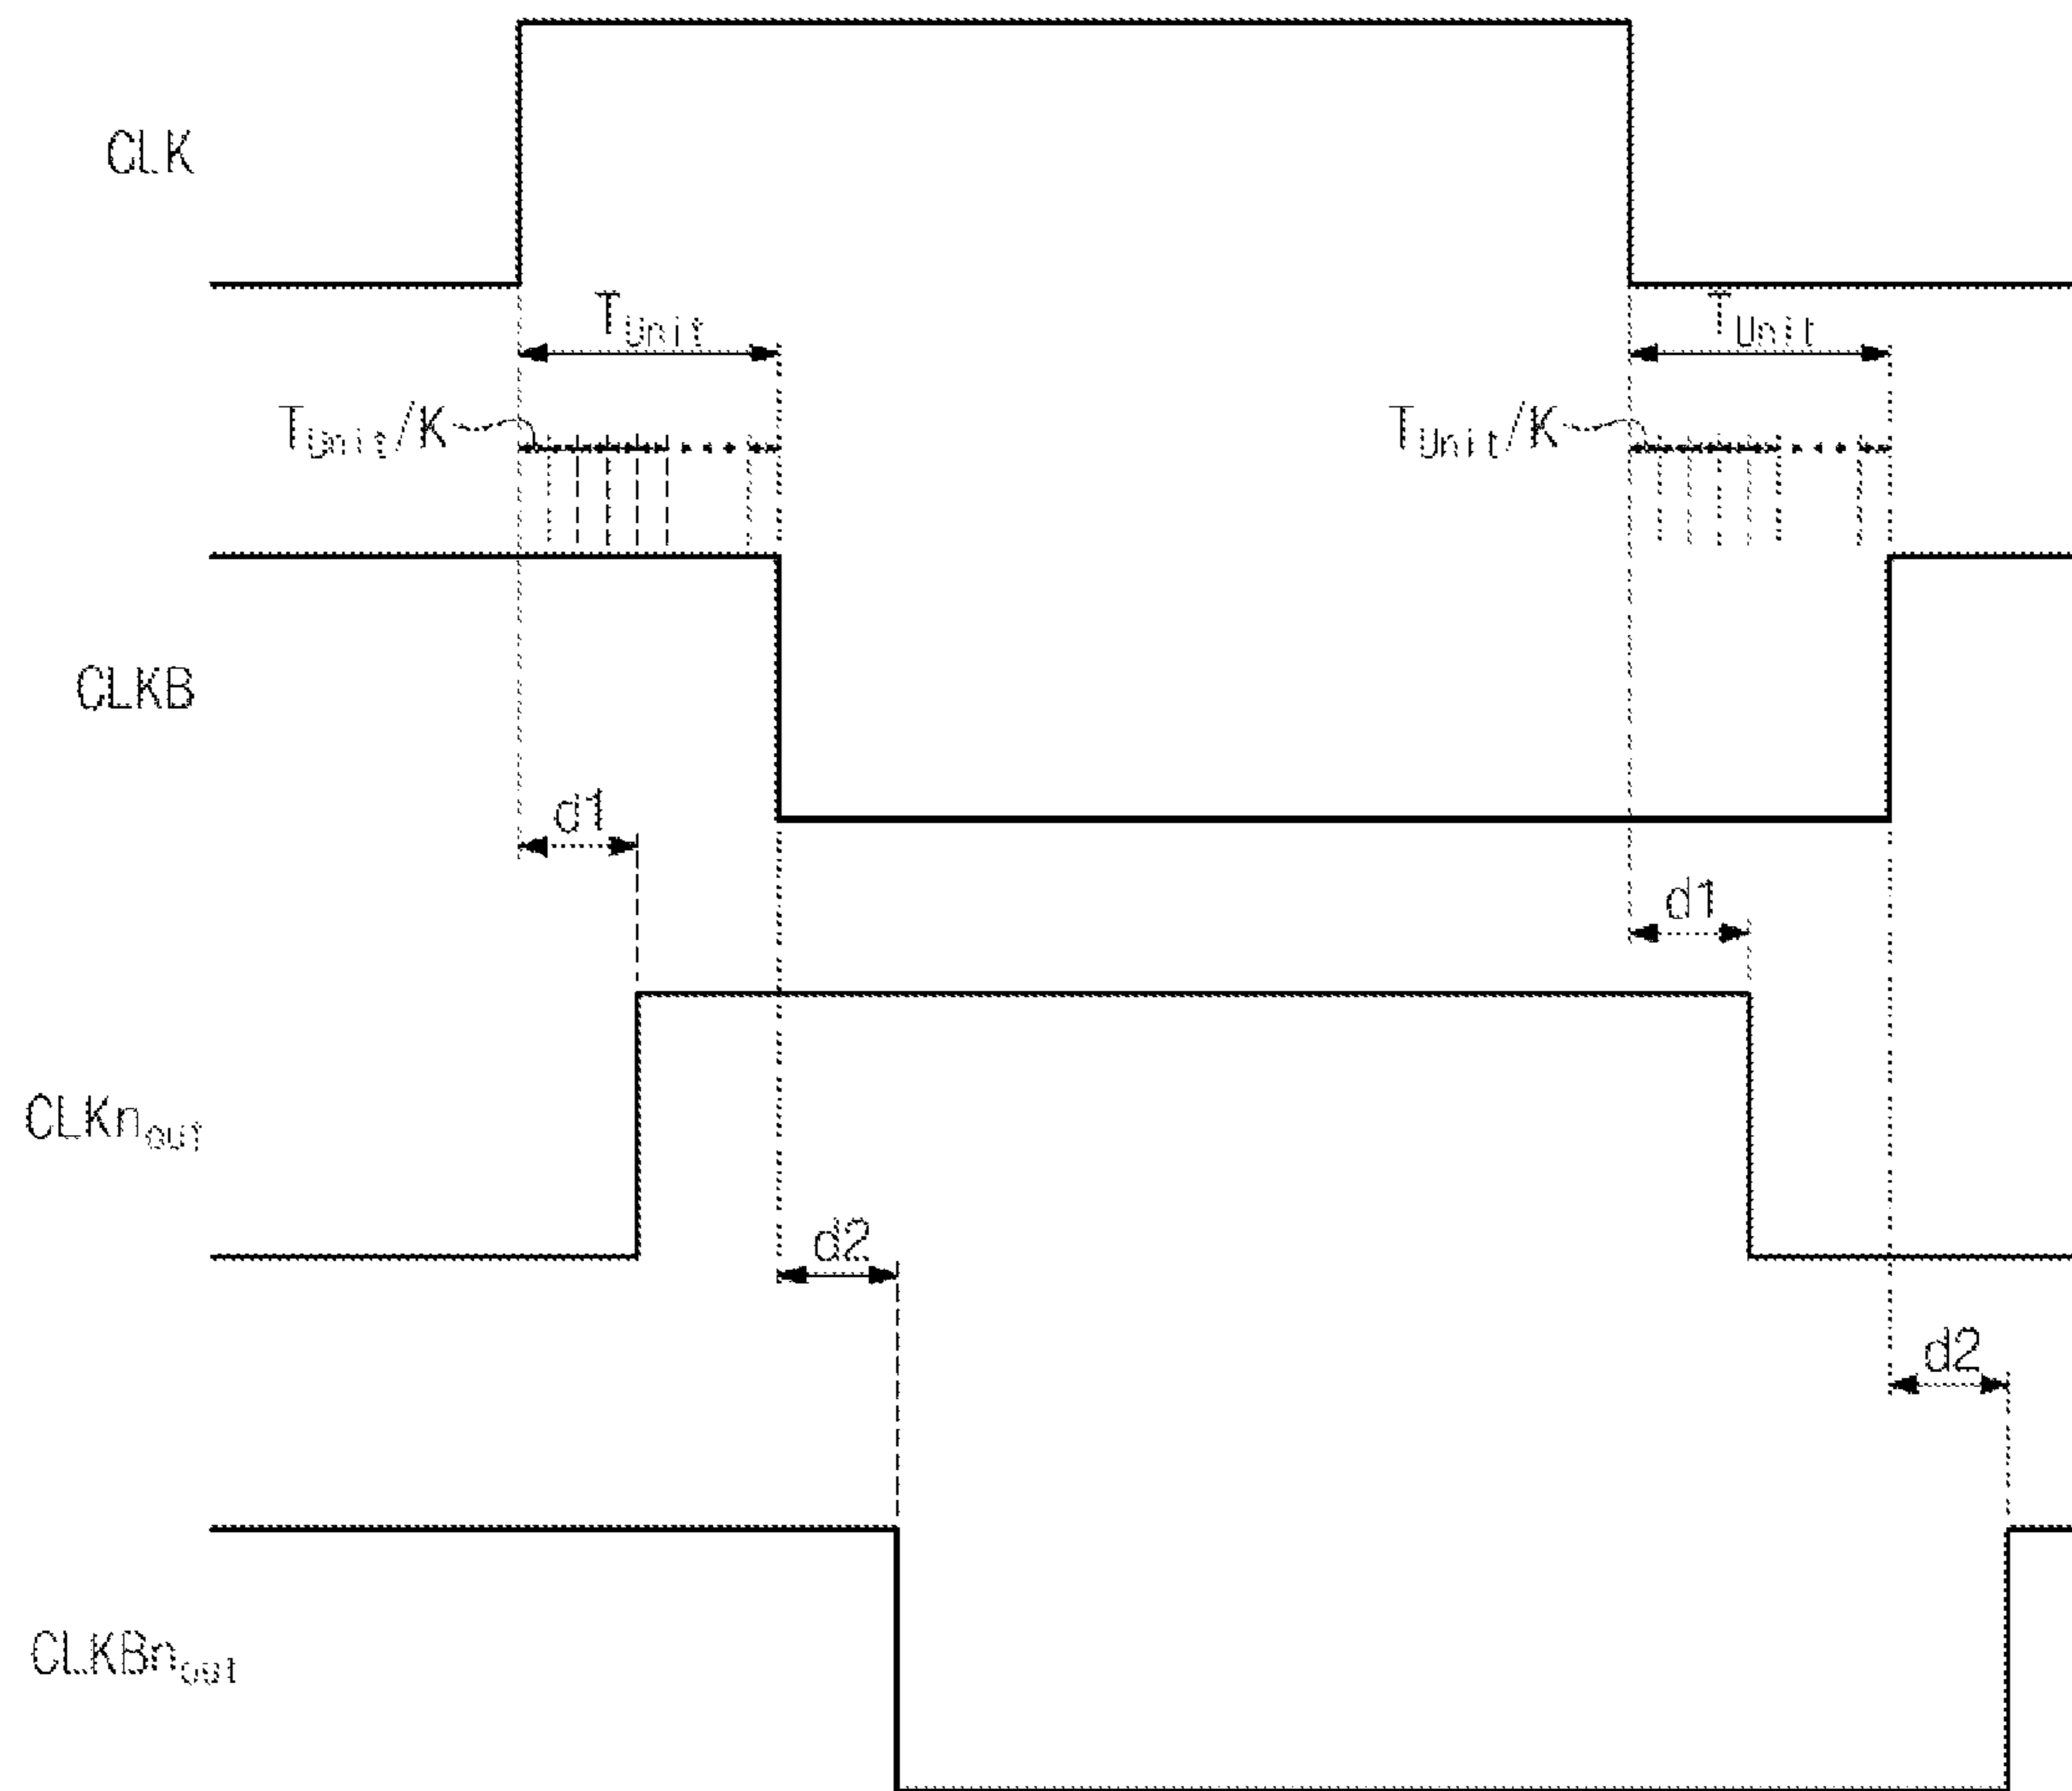 CLK
TUnit
TUnit
TUnit/K
TUnit/K
CLKB
d1
d1
CLKnout
d2
d2
CLKBnout